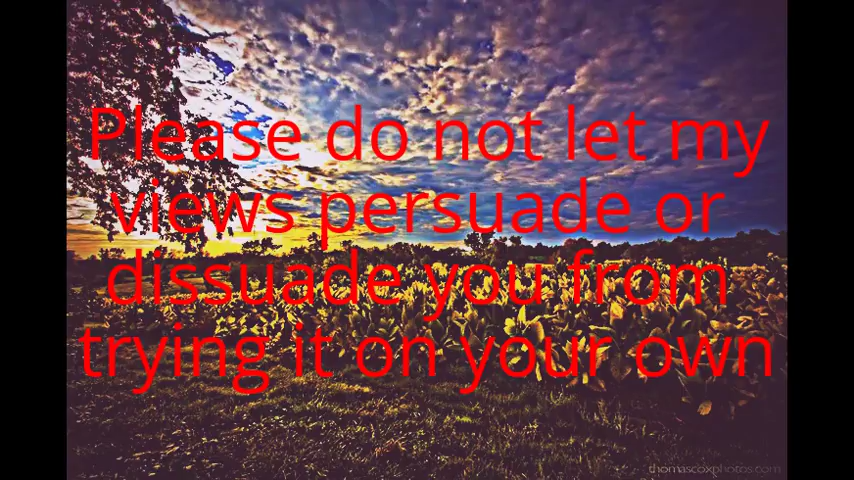 Please do not let my
views persuade or
dissuade you from
trying it on your own
thomascoxphotos.com